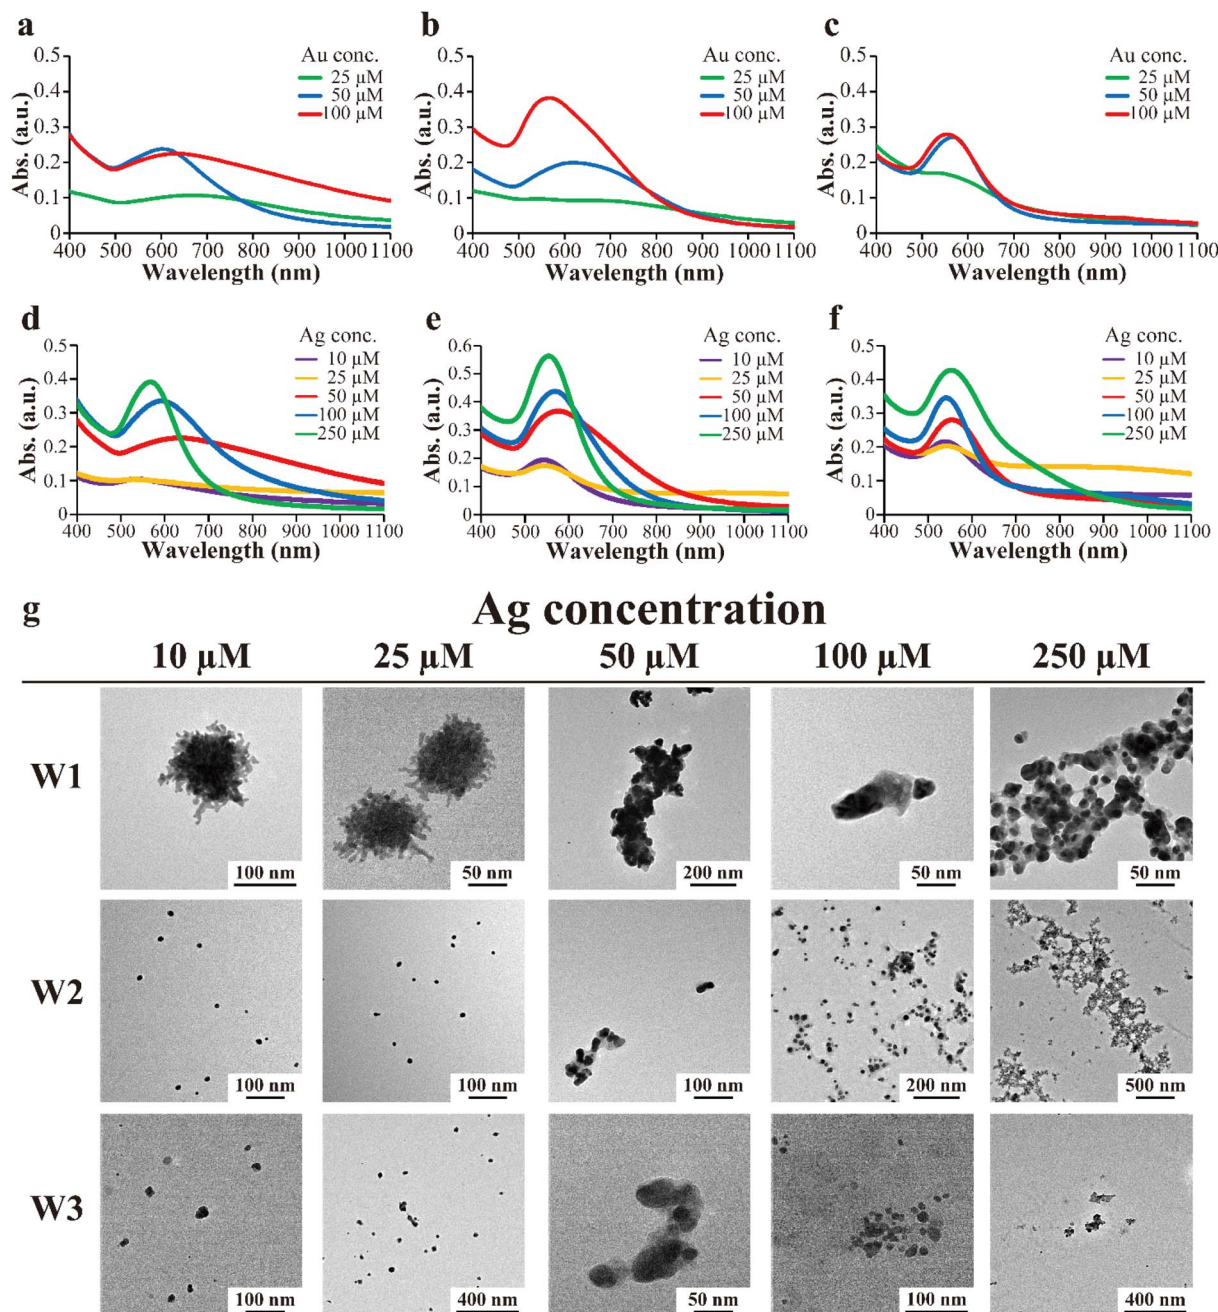 a
Au conc.
25 µM
50 µM
100 µM
0.5
0.4
0.3
0.2
0.1
0
Abs. (a.u.)
400 500 600 700 800 900 1000 1100
Wavelength (nm)
b
Au conc.
25 µM
50 µM
100 µM
0.5
0.4
0.3
0.2
0.1
0
Abs. (a.u.)
400 500 600 700 800 900 1000 1100
Wavelength (nm)
c
Au conc.
25 µM
50 µM
100 µM
0.5
0.4
0.3
0.2
0.1
0
Abs. (a.u.)
400 500 600 700 800 900 1000 1100
Wavelength (nm)
d
Ag conc.
10 µM
25 µM
50 µM
100 µM
250 µM
0.5
0.4
0.3
0.2
0.1
0
Abs. (a.u.)
400 500 600 700 800 900 1000 1100
Wavelength (nm)
e
Ag conc.
10 µM
25 µM
50 µM
100 µM
250 µM
0.6
0.5
0.4
0.3
0.2
0.1
0
Abs. (a.u.)
400 500 600 700 800 900 1000 1100
Wavelength (nm)
f
Ag conc.
10 µM
25 µM
50 µM
100 µM
250 µM
0.5
0.4
0.3
0.2
0.1
0
Abs. (a.u.)
400 500 600 700 800 900 1000 1100
Wavelength (nm)
g
Ag concentration
10 µM 25 µM 50 µM 100 µM 250 µM
W1
100 nm 50 nm 200 nm 50 nm 50 nm
W2
100 nm 100 nm 100 nm 200 nm 500 nm
W3
100 nm 400 nm 50 nm 100 nm 400 nm